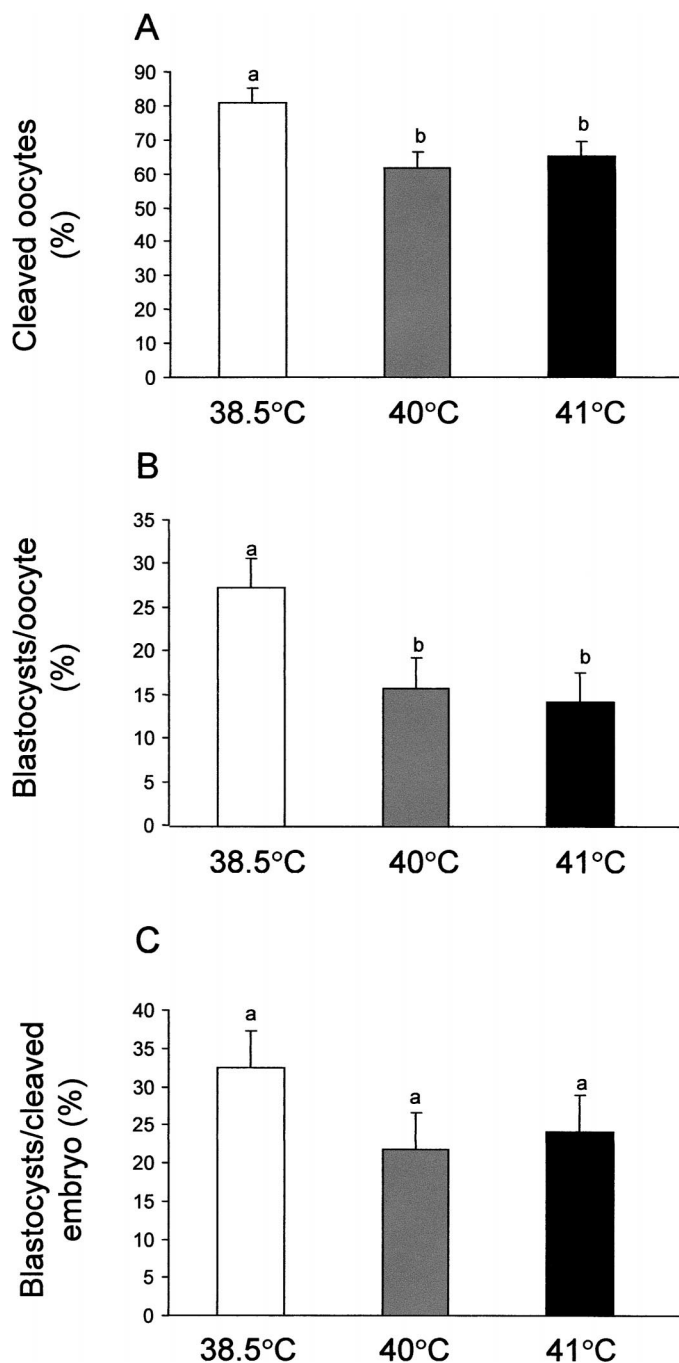 A
Cleaved oocytes
(%)
90
80
70
60
50
40
30
20
10
0
a
b
b
38.5°C 40°C 41°C
B
Blastocysts/oocyte
(%)
35
30
25
20
15
10
5
0
a
b
b
38.5°C 40°C 41°C
C
Blastocysts/cleaved
embryo (%)
40
35
30
25
20
15
10
5
0
a
a
a
38.5°C 40°C 41°C